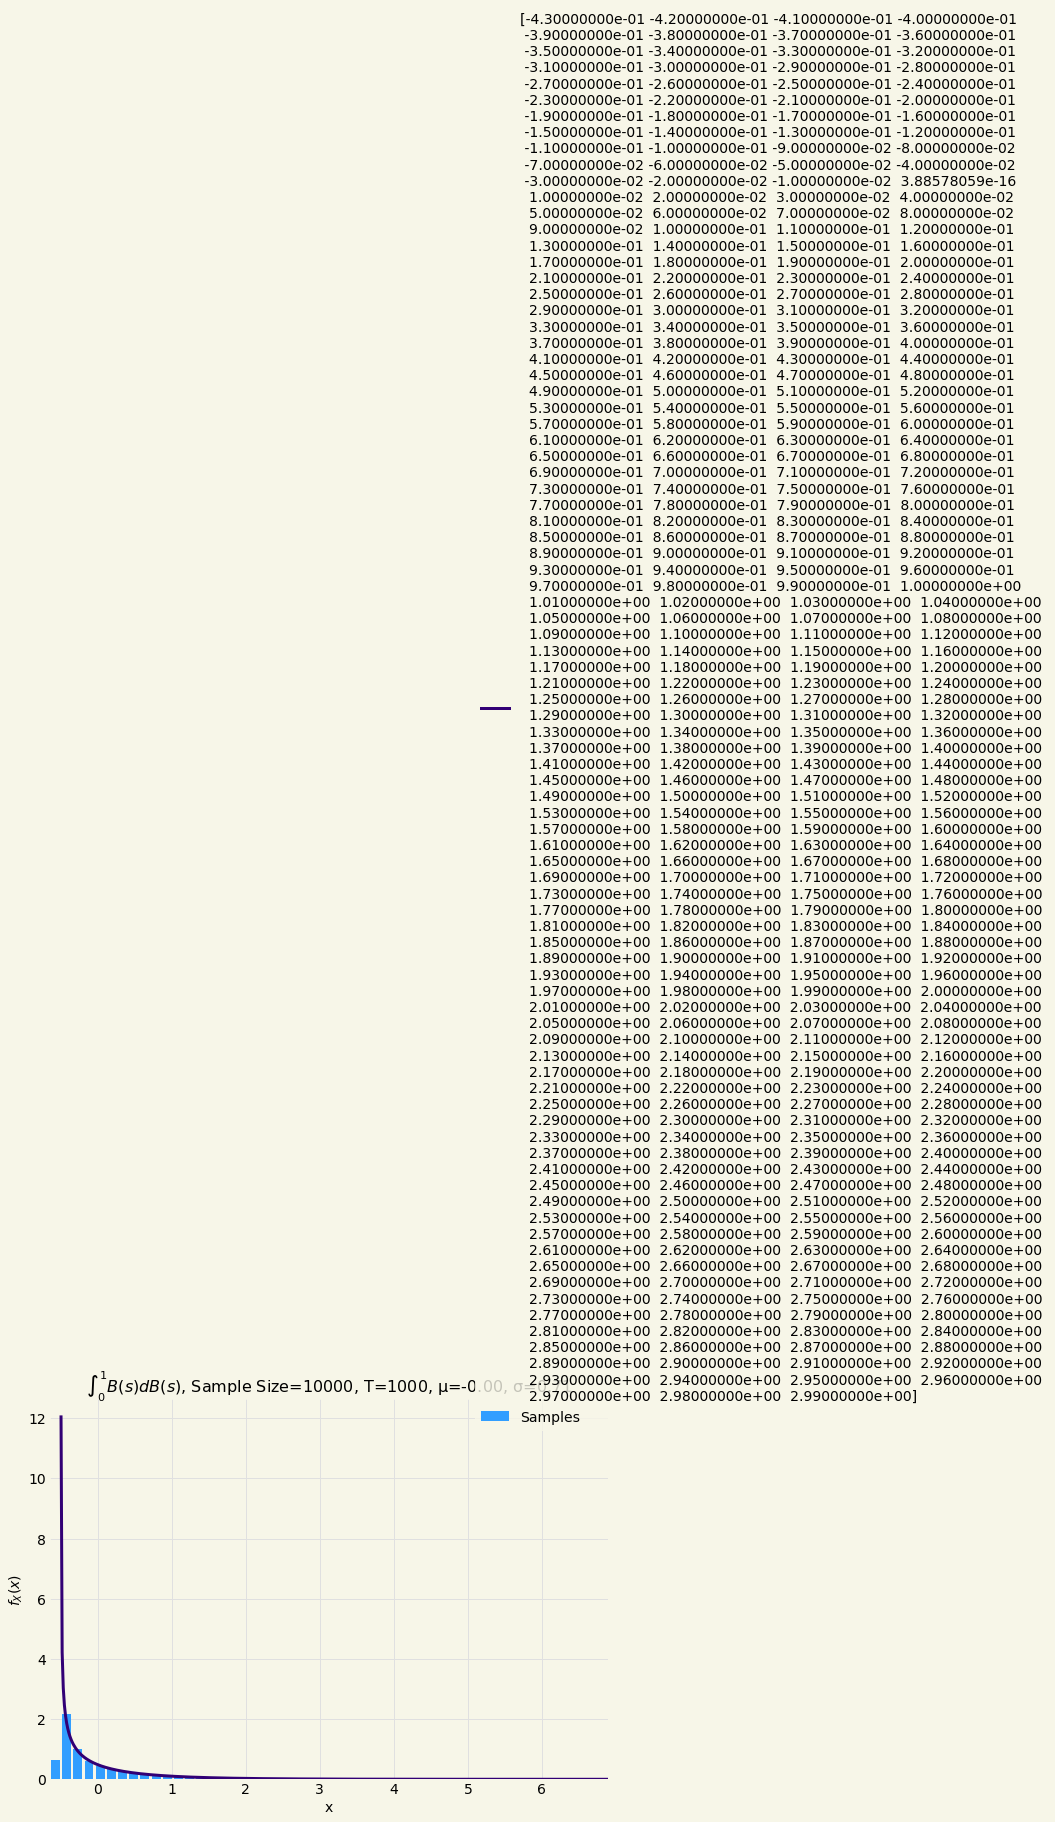 [-4.30000000e-01 -4.20000000e-01 -4.10000000e-01 -4.00000000e-01
-3.90000000e-01 -3.80000000e-01 -3.70000000e-01 -3.60000000e-01
-3.50000000e-01 -3.40000000e-01 -3.30000000e-01 -3.20000000e-01
-3.10000000e-01 -3.00000000e-01 -2.90000000e-01 -2.80000000e-01
-2.70000000e-01 -2.60000000e-01 -2.50000000e-01 -2.40000000e-01
-2.30000000e-01 -2.20000000e-01 -2.10000000e-01 -2.00000000e-01
-1.90000000e-01 -1.80000000e-01 -1.70000000e-01 -1.60000000e-01
-1.50000000e-01 -1.40000000e-01 -1.30000000e-01 -1.20000000e-01
-1.10000000e-01 -1.00000000e-01 -9.00000000e-02 -8.00000000e-02
-7.00000000e-02 -6.00000000e-02 -5.00000000e-02 -4.00000000e-02
-3.00000000e-02 -2.00000000e-02 -1.00000000e-02 3.88578059e-16
1.00000000e-02 2.00000000e-02 3.00000000e-02 4.00000000e-02
5.00000000e-02 6.00000000e-02 7.00000000e-02 8.00000000e-02
9.00000000e-02 1.00000000e-01 1.10000000e-01 1.20000000e-01
1.30000000e-01 1.40000000e-01 1.50000000e-01 1.60000000e-01
1.70000000e-01 1.80000000e-01 1.90000000e-01 2.00000000e-01
2.10000000e-01 2.20000000e-01 2.30000000e-01 2.40000000e-01
2.50000000e-01 2.60000000e-01 2.70000000e-01 2.80000000e-01
2.90000000e-01 3.00000000e-01 3.10000000e-01 3.20000000e-01
3.30000000e-01 3.40000000e-01 3.50000000e-01 3.60000000e-01
3.70000000e-01 3.80000000e-01 3.90000000e-01 4.00000000e-01
4.10000000e-01 4.20000000e-01 4.30000000e-01 4.40000000e-01
4.50000000e-01 4.60000000e-01 4.70000000e-01 4.80000000e-01
4.90000000e-01 5.00000000e-01 5.10000000e-01 5.20000000e-01
5.30000000e-01 5.40000000e-01 5.50000000e-01 5.60000000e-01
5.70000000e-01 5.80000000e-01 5.90000000e-01 6.00000000e-01
6.10000000e-01 6.20000000e-01 6.30000000e-01 6.40000000e-01
6.50000000e-01 6.60000000e-01 6.70000000e-01 6.80000000e-01
6.90000000e-01 7.00000000e-01 7.10000000e-01 7.20000000e-01
7.30000000e-01 7.40000000e-01 7.50000000e-01 7.60000000e-01
7.70000000e-01 7.80000000e-01 7.90000000e-01 8.00000000e-01
8.10000000e-01 8.20000000e-01 8.30000000e-01 8.40000000e-01
8.50000000e-01 8.60000000e-01 8.70000000e-01 8.80000000e-01
8.90000000e-01 9.00000000e-01 9.10000000e-01 9.20000000e-01
9.30000000e-01 9.40000000e-01 9.50000000e-01 9.60000000e-01
9.70000000e-01 9.80000000e-01 9.90000000e-01 1.00000000e+00
1.01000000e+00 1.02000000e+00 1.03000000e+00 1.04000000e+00
1.05000000e+00 1.06000000e+00 1.07000000e+00 1.08000000e+00
1.09000000e+00 1.10000000e+00 1.11000000e+00 1.12000000e+00
1.13000000e+00 1.14000000e+00 1.15000000e+00 1.16000000e+00
1.17000000e+00 1.18000000e+00 1.19000000e+00 1.20000000e+00
1.21000000e+00 1.22000000e+00 1.23000000e+00 1.24000000e+00
1.25000000e+00 1.26000000e+00 1.27000000e+00 1.28000000e+00
1.29000000e+00 1.30000000e+00 1.31000000e+00 1.32000000e+00
1.33000000e+00 1.34000000e+00 1.35000000e+00 1.36000000e+00
1.37000000e+00 1.38000000e+00 1.39000000e+00 1.40000000e+00
1.41000000e+00 1.42000000e+00 1.43000000e+00 1.44000000e+00
1.45000000e+00 1.46000000e+00 1.47000000e+00 1.48000000e+00
1.49000000e+00 1.50000000e+00 1.51000000e+00 1.52000000e+00
1.53000000e+00 1.54000000e+00 1.55000000e+00 1.56000000e+00
1.57000000e+00 1.58000000e+00 1.59000000e+00 1.60000000e+00
1.61000000e+00 1.62000000e+00 1.63000000e+00 1.64000000e+00
1.65000000e+00 1.66000000e+00 1.67000000e+00 1.68000000e+00
1.69000000e+00 1.70000000e+00 1.71000000e+00 1.72000000e+00
1.73000000e+00 1.74000000e+00 1.75000000e+00 1.76000000e+00
1.77000000e+00 1.78000000e+00 1.79000000e+00 1.80000000e+00
1.81000000e+00 1.82000000e+00 1.83000000e+00 1.84000000e+00
1.85000000e+00 1.86000000e+00 1.87000000e+00 1.88000000e+00
1.89000000e+00 1.90000000e+00 1.91000000e+00 1.92000000e+00
1.93000000e+00 1.94000000e+00 1.95000000e+00 1.96000000e+00
1.97000000e+00 1.98000000e+00 1.99000000e+00 2.00000000e+00
2.01000000e+00 2.02000000e+00 2.03000000e+00 2.04000000e+00
2.05000000e+00 2.06000000e+00 2.07000000e+00 2.08000000e+00
2.09000000e+00 2.10000000e+00 2.11000000e+00 2.12000000e+00
2.13000000e+00 2.14000000e+00 2.15000000e+00 2.16000000e+00
2.17000000e+00 2.18000000e+00 2.19000000e+00 2.20000000e+00
2.21000000e+00 2.22000000e+00 2.23000000e+00 2.24000000e+00
2.25000000e+00 2.26000000e+00 2.27000000e+00 2.28000000e+00
2.29000000e+00 2.30000000e+00 2.31000000e+00 2.32000000e+00
2.33000000e+00 2.34000000e+00 2.35000000e+00 2.36000000e+00
2.37000000e+00 2.38000000e+00 2.39000000e+00 2.40000000e+00
2.41000000e+00 2.42000000e+00 2.43000000e+00 2.44000000e+00
2.45000000e+00 2.46000000e+00 2.47000000e+00 2.48000000e+00
2.49000000e+00 2.50000000e+00 2.51000000e+00 2.52000000e+00
2.53000000e+00 2.54000000e+00 2.55000000e+00 2.56000000e+00
2.57000000e+00 2.58000000e+00 2.59000000e+00 2.60000000e+00
2.61000000e+00 2.62000000e+00 2.63000000e+00 2.64000000e+00
2.65000000e+00 2.66000000e+00 2.67000000e+00 2.68000000e+00
2.69000000e+00 2.70000000e+00 2.71000000e+00 2.72000000e+00
2.73000000e+00 2.74000000e+00 2.75000000e+00 2.76000000e+00
2.77000000e+00 2.78000000e+00 2.79000000e+00 2.80000000e+00
2.81000000e+00 2.82000000e+00 2.83000000e+00 2.84000000e+00
2.85000000e+00 2.86000000e+00 2.87000000e+00 2.88000000e+00
2.89000000e+00 2.90000000e+00 2.91000000e+00 2.92000000e+00
2.93000000e+00 2.94000000e+00 2.95000000e+00 2.96000000e+00
2.97000000e+00 2.98000000e+00 2.99000000e+00]
∫₀¹ B(s)dB(s), Sample Size=10000, T=1000, μ=-0.00,
Samples
12
10
8
6
4
2
0
f_X(x)
0 1 2 3 4 5 6
x